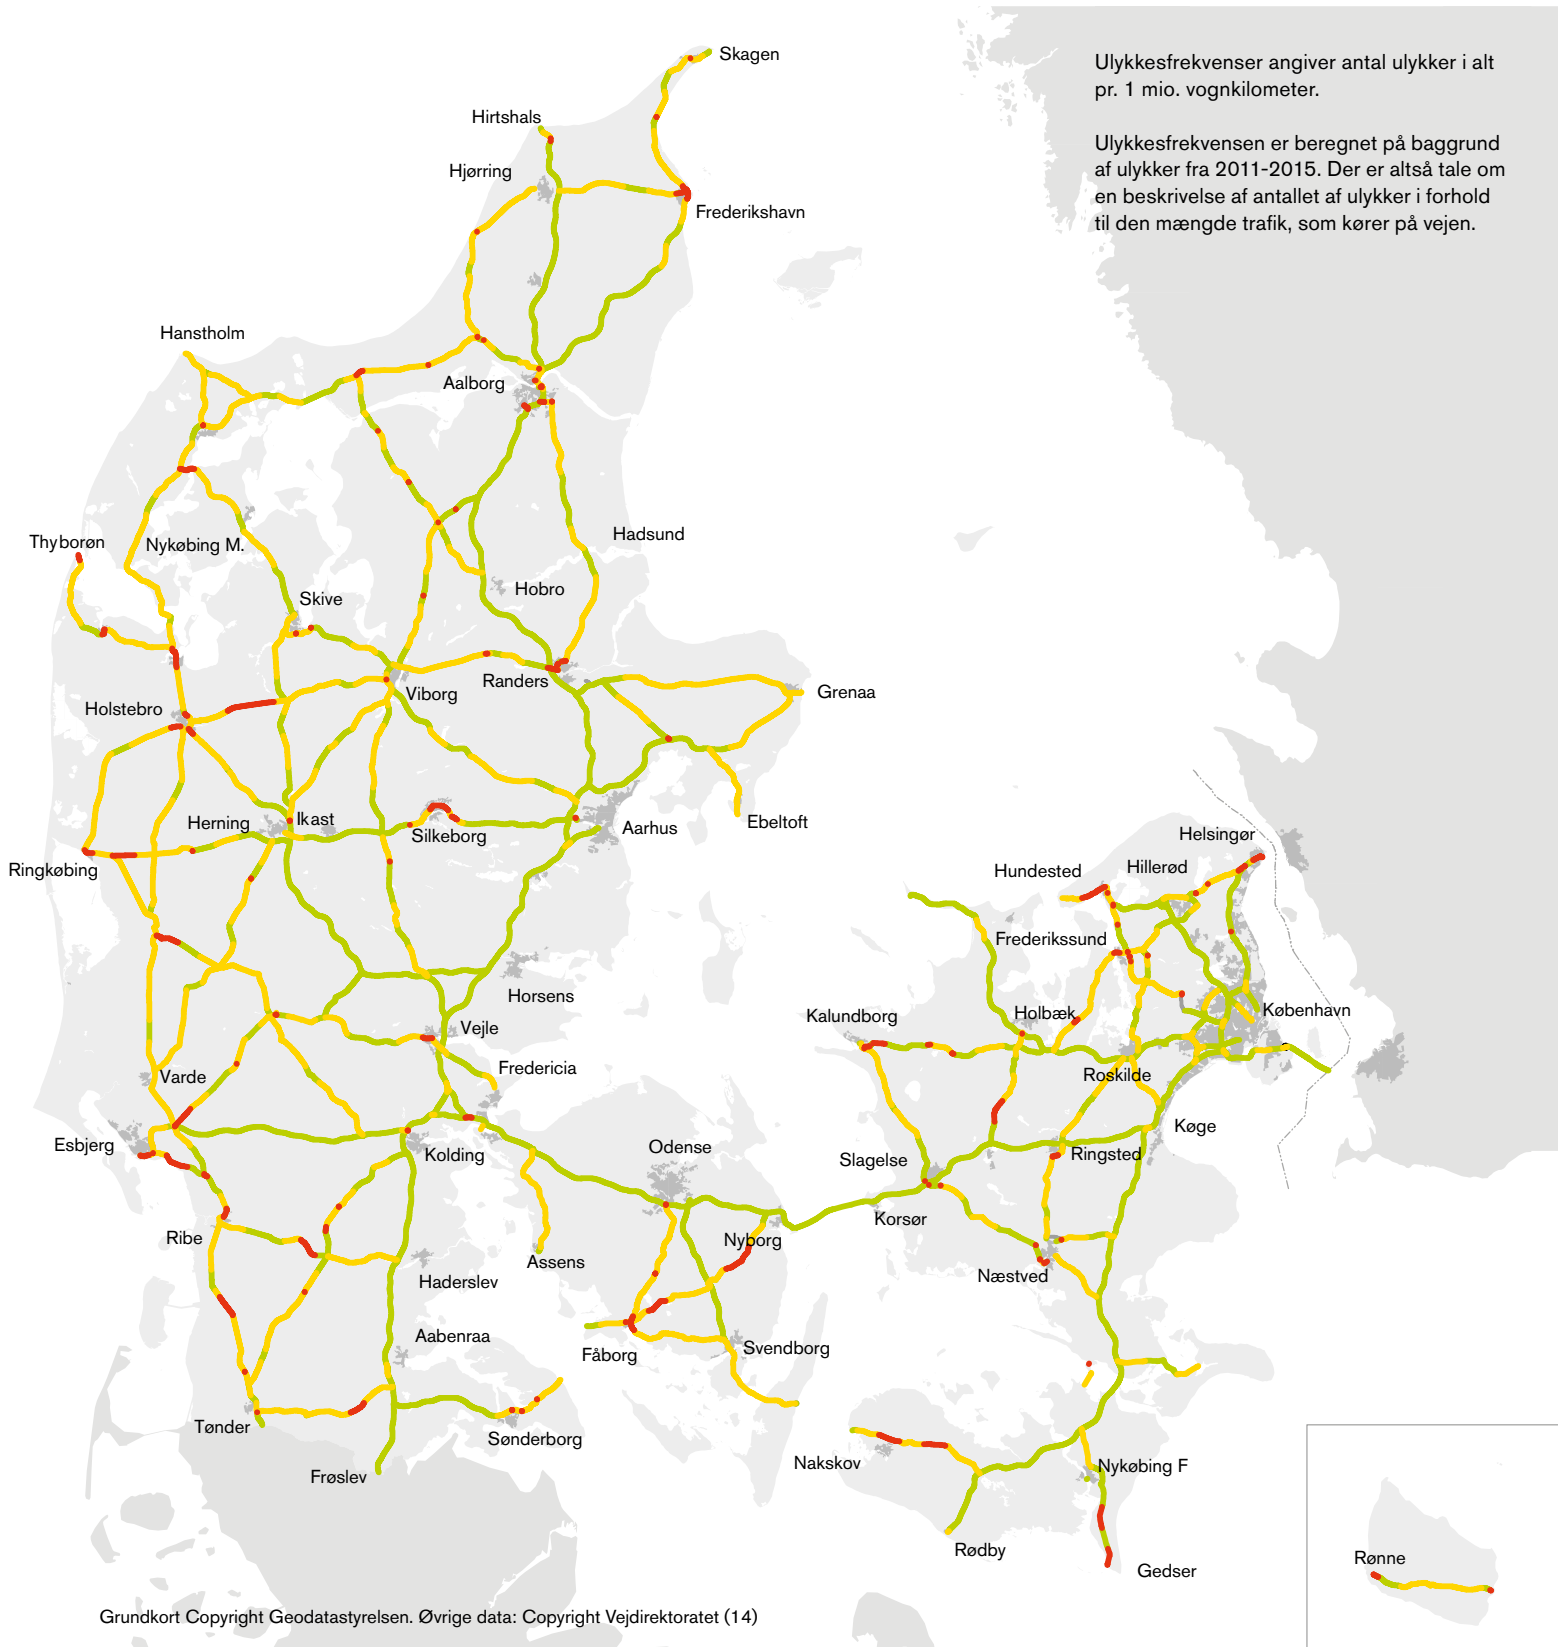 Skagen
Ulykkesfrekvenser angiver antal ulykker i alt
pr. 1 mio. vognkilometer.
Ulykkesfrekvensen er beregnet på baggrund
af ulykker fra 2011-2015. Der er altså tale om
en beskrivelse af antallet af ulykker i forhold
til den mængde trafik, som kører på vejen.
Hirtshals
Hjørring
Frederikshavn
Hanstholm
Aalborg
Hadsund
Thyborøn
Nykøbing M.
Hobro
Skive
Randers
Viborg
Grenaa
Holstebro
Herning
Ikast
Silkeborg
Aarhus
Ebeltoft
Helsingør
Ringkøbing
Hundested
Hillerød
Frederikssund
Horsens
Kalundborg
Holbæk
København
Vejle
Fredericia
Varde
Roskilde
Køge
Esbjerg
Kolding
Odense
Slagelse
Ringsted
Korsør
Ribe
Nyborg
Assens
Næstved
Haderslev
Aabenraa
Fåborg
Svendborg
Tønder
Sønderborg
Nakskov
Nykøbing F
Frøslev
Rødby
Gedser
Rønne
Grundkort Copyright Geodatastyrelsen. Øvrige data: Copyright Vejdirektoratet (14)